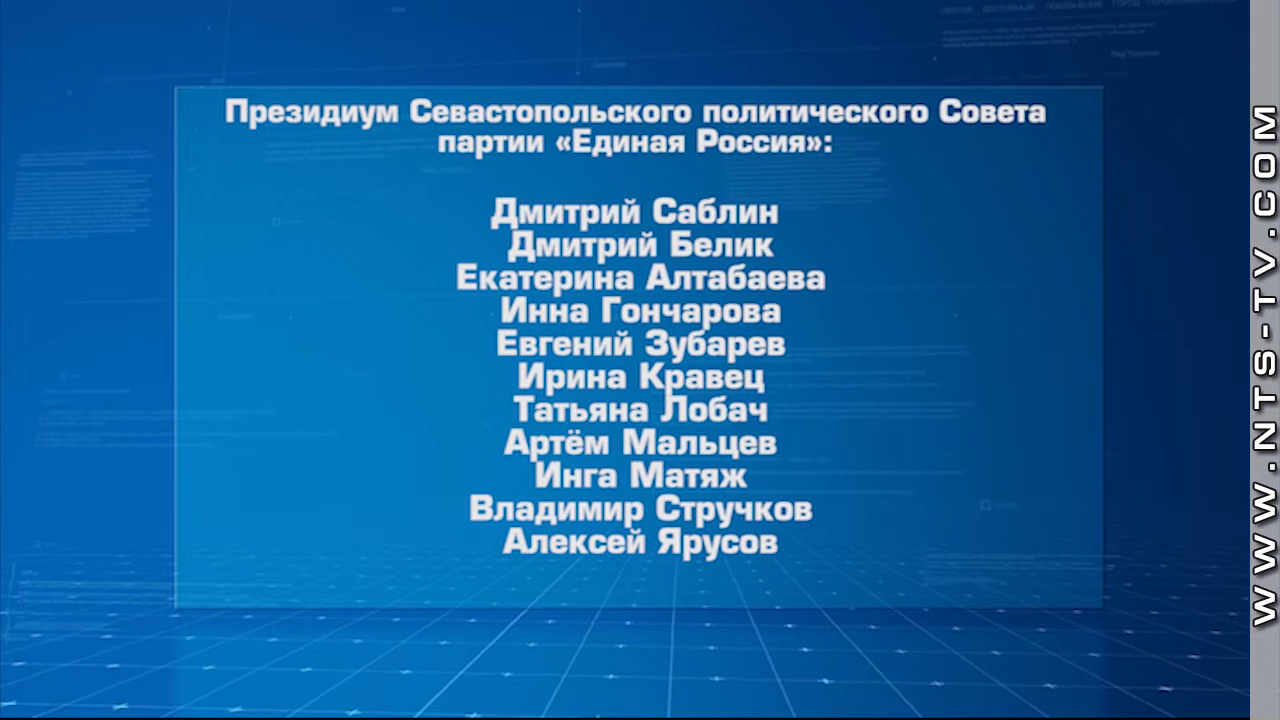 Президиум Севастопольского политического Совета
партии «Единая Россия»:
Дмитрий Саблин
Дмитрий Белик
Екатерина Алтабаева
Инна Гончарова
Евгений Зубарев
Ирина Кравец
Татьяна Лобач
Артём Мальцев
Инга Матяж
Владимир Стручков
Алексей Ярусов
WWW.NTS-TV.COM